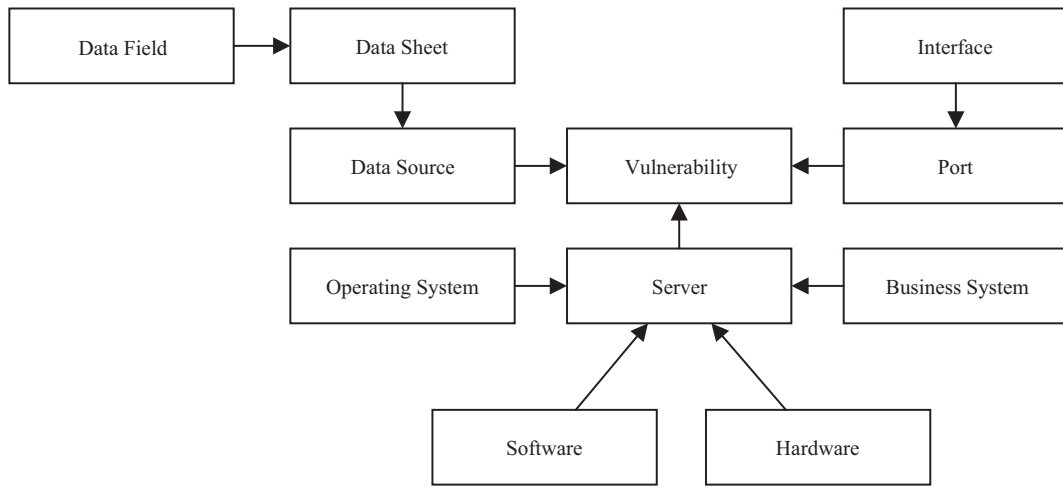 Data Field
Data Sheet
Interface
Data Source
Vulnerability
Port
Operating System
Server
Business System
Software
Hardware